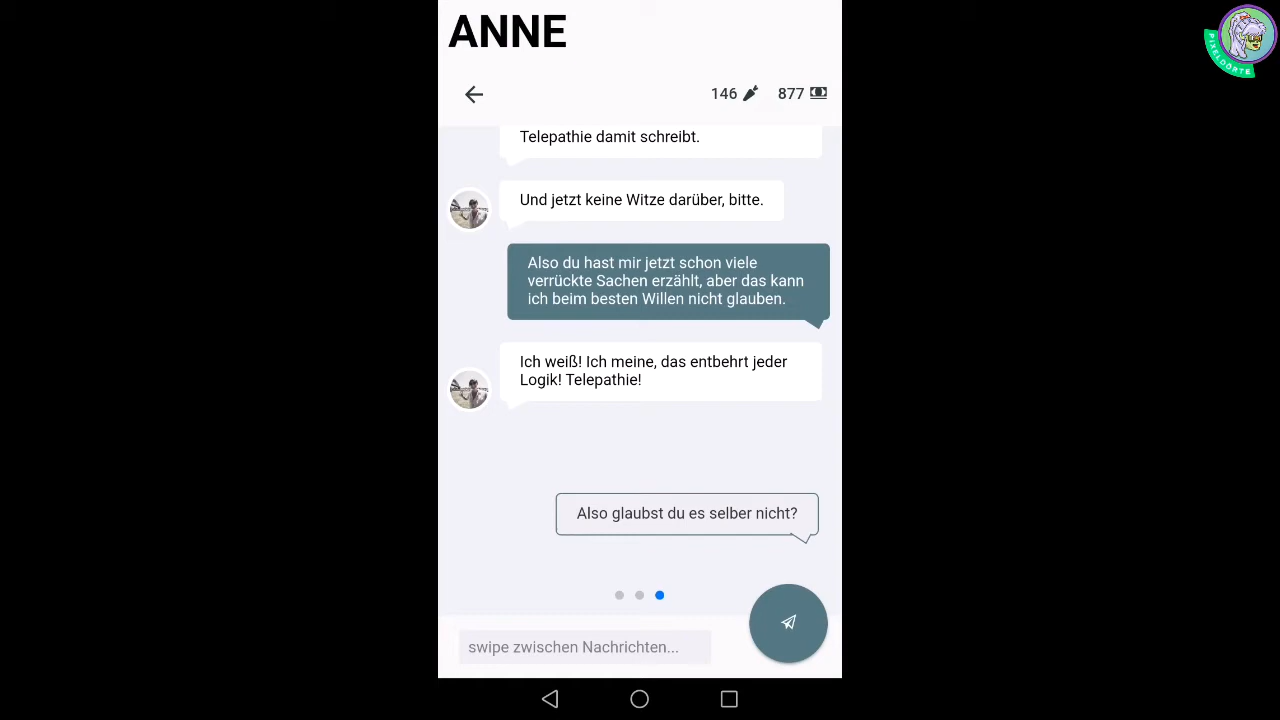 ANNE
146
877
Telepathie damit schreibt.
Und jetzt keine Witze darüber, bitte.
Also du hast mir jetzt schon viele
verrückte Sachen erzählt, aber das kann
ich beim besten Willen nicht glauben.
Ich weiß! Ich meine, das entbehrt jeder
Logik! Telepathie!
Also glaubst du es selber nicht?
swipe zwischen Nachrichten...
PIXELDÖRTE